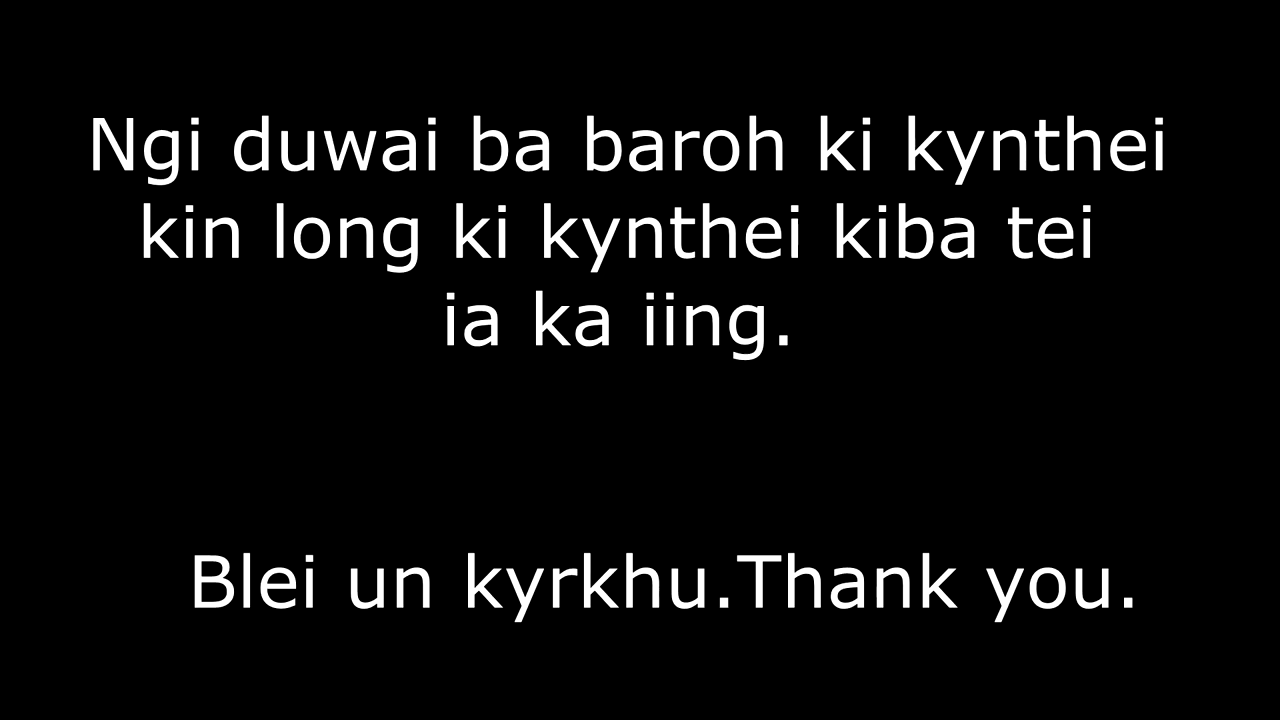 Ngi duwai ba baroh ki kynthei
kin long ki kynthei kiba tei
ia ka iing.
Blei un kyrkhu.Thank you.